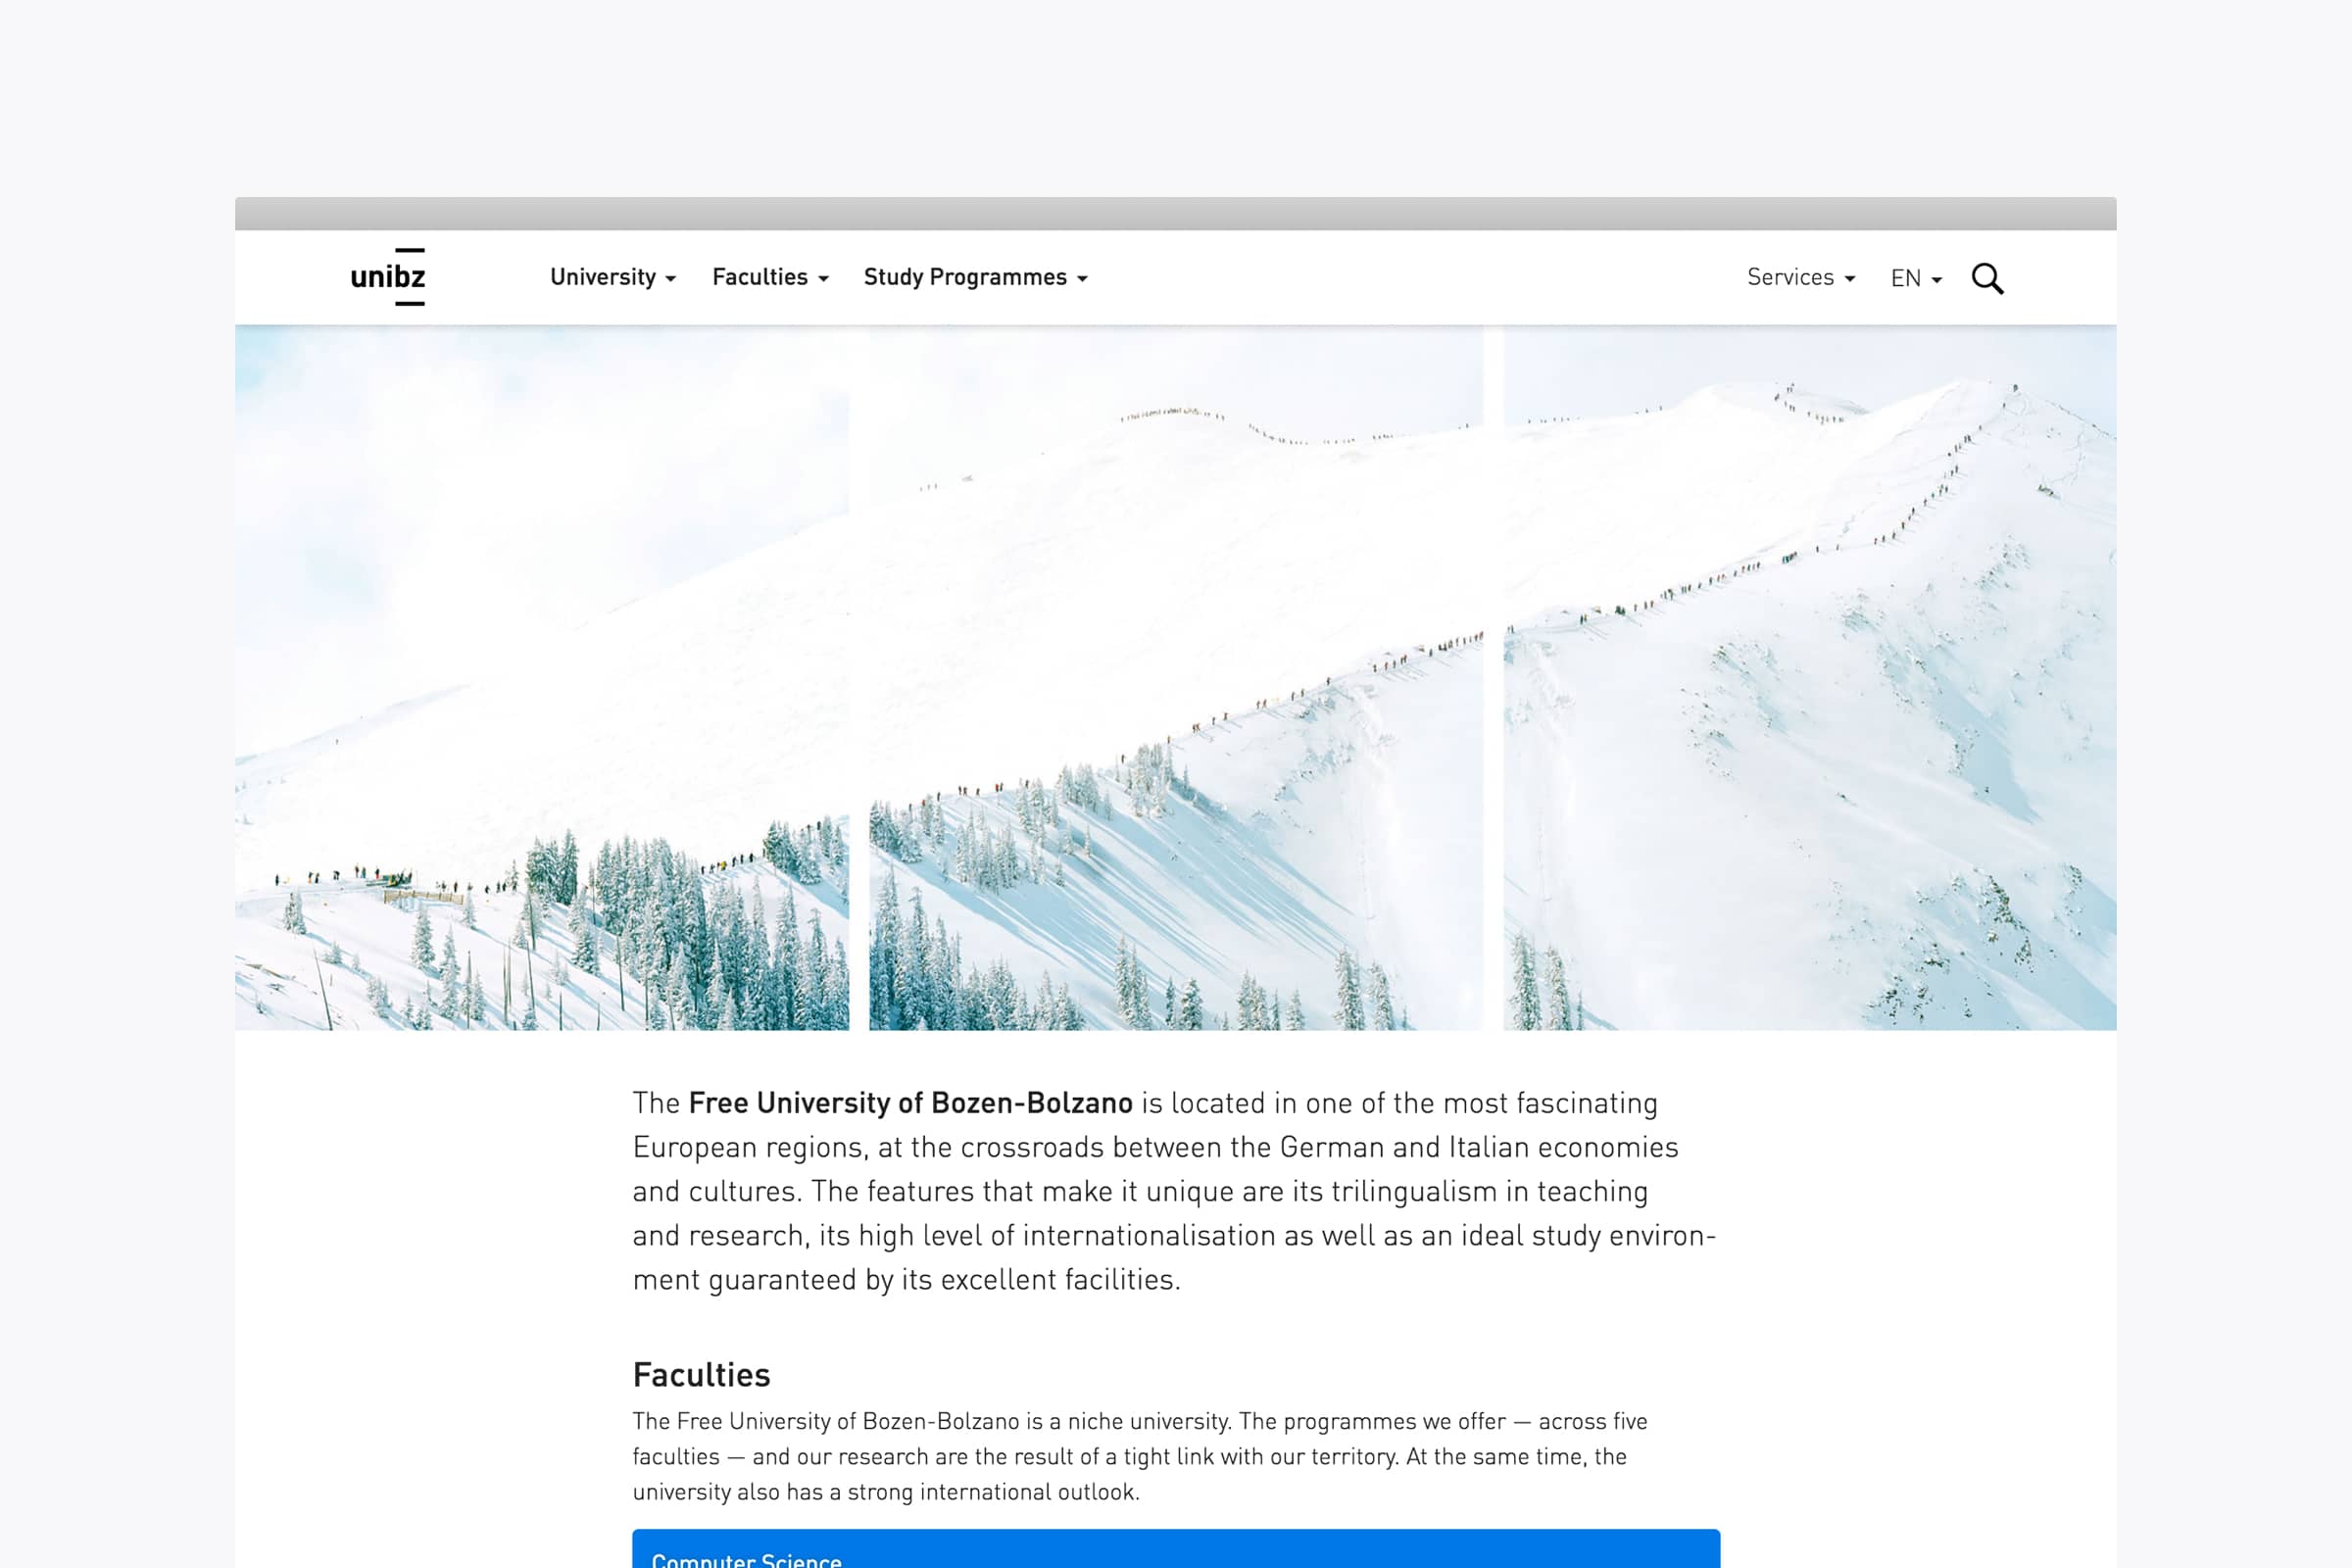 unibz
University
Faculties
Study Programmes
Services
EN
The Free University of Bozen-Bolzano is located in one of the most fascinating
European regions, at the crossroads between the German and Italian economies
and cultures. The features that make it unique are its trilingualism in teaching
and research, its high level of internationalisation as well as an ideal study environ-
ment guaranteed by its excellent facilities.
Faculties
The Free University of Bozen-Bolzano is a niche university. The programmes we offer — across five
faculties — and our research are the result of a tight link with our territory. At the same time, the
university also has a strong international outlook.
Computer Science